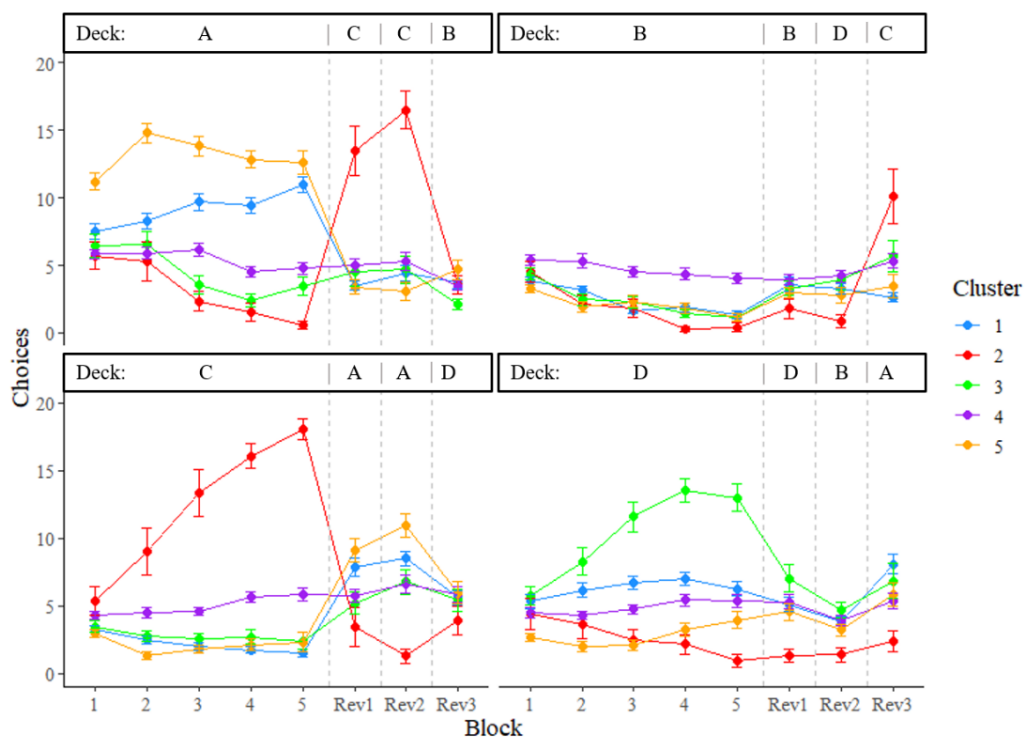 Deck: A | C | C | B
Deck: B | B | D | C
20
15
10
5
0
Choices
Deck: C | A | A | D
Deck: D | D | B | A
20
15
10
5
0
1 2 3 4 5 Rev1 Rev2 Rev3
1 2 3 4 5 Rev1 Rev2 Rev3
Block
Cluster
1
2
3
4
5